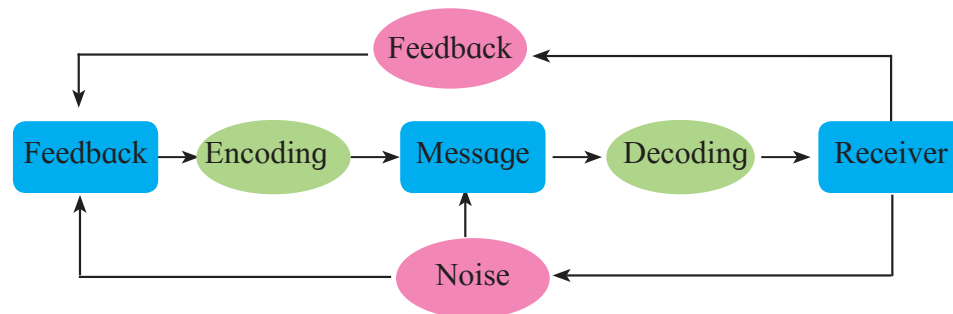 Feedback
Feedback
Encoding
Message
Decoding
Receiver
Noise